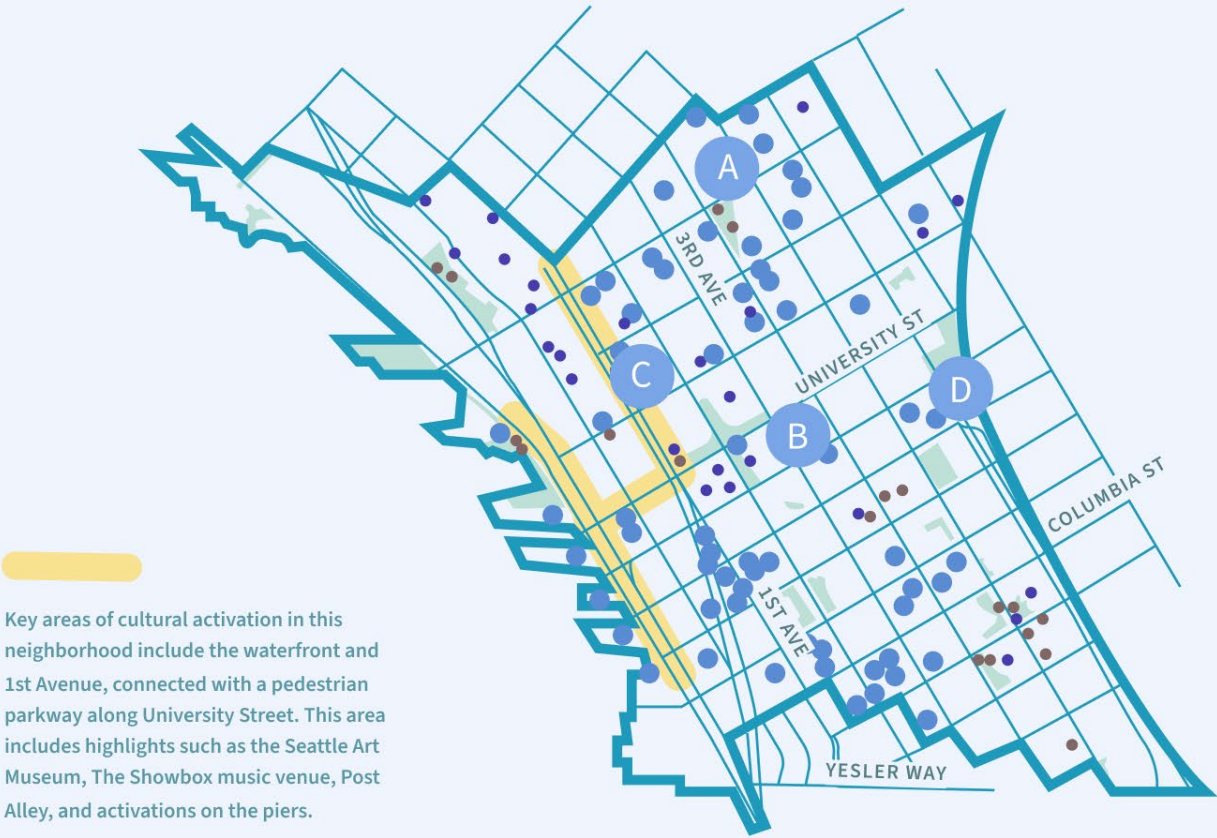 A
3RD AVE
UNIVERSITY ST
C
D
B
COLUMBIA ST
1ST AVE
YESLER WAY
Key areas of cultural activation in this
neighborhood include the waterfront and
1st Avenue, connected with a pedestrian
parkway along University Street. This area
includes highlights such as the Seattle Art
Museum, The Showbox music venue, Post
Alley, and activations on the piers.